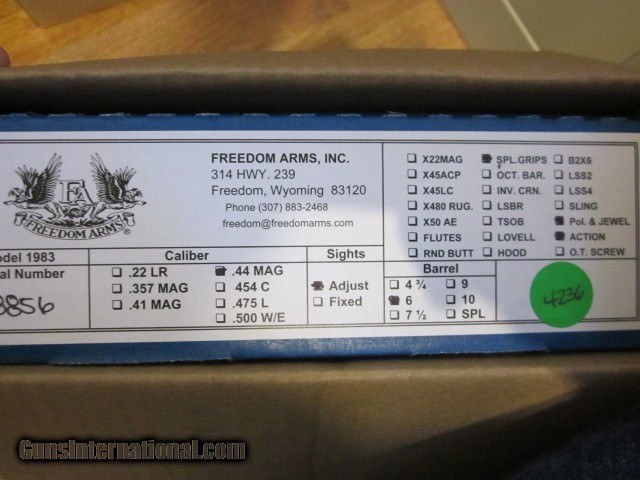 FREEDOM ARMS, INC.
314 HWY. 239
Freedom, Wyoming 83120
Phone (307) 883-2468
freedom@freedomarms.com
FA
FREEDOM ARMS
X22MAG SPL.GRIPS B2X6
X45ACP OCT. BAR. LSS2
X45LC INV. CRN. LSS4
X480 RUG. LSBR SLING
X50 AE TSOB Pol. & JEWEL
FLUTES LOVELL ACTION
RND BUTT HOOD O.T. SCREW
odel 1983
al Number
3856
Caliber
.22 LR .44 MAG
.357 MAG 454 C
.41 MAG .475 L
.500 W/E
Sights
Adjust
Fixed
Barrel
4 ¾ 9
6 10
7 ½ SPL
4236
GunsInternational.com